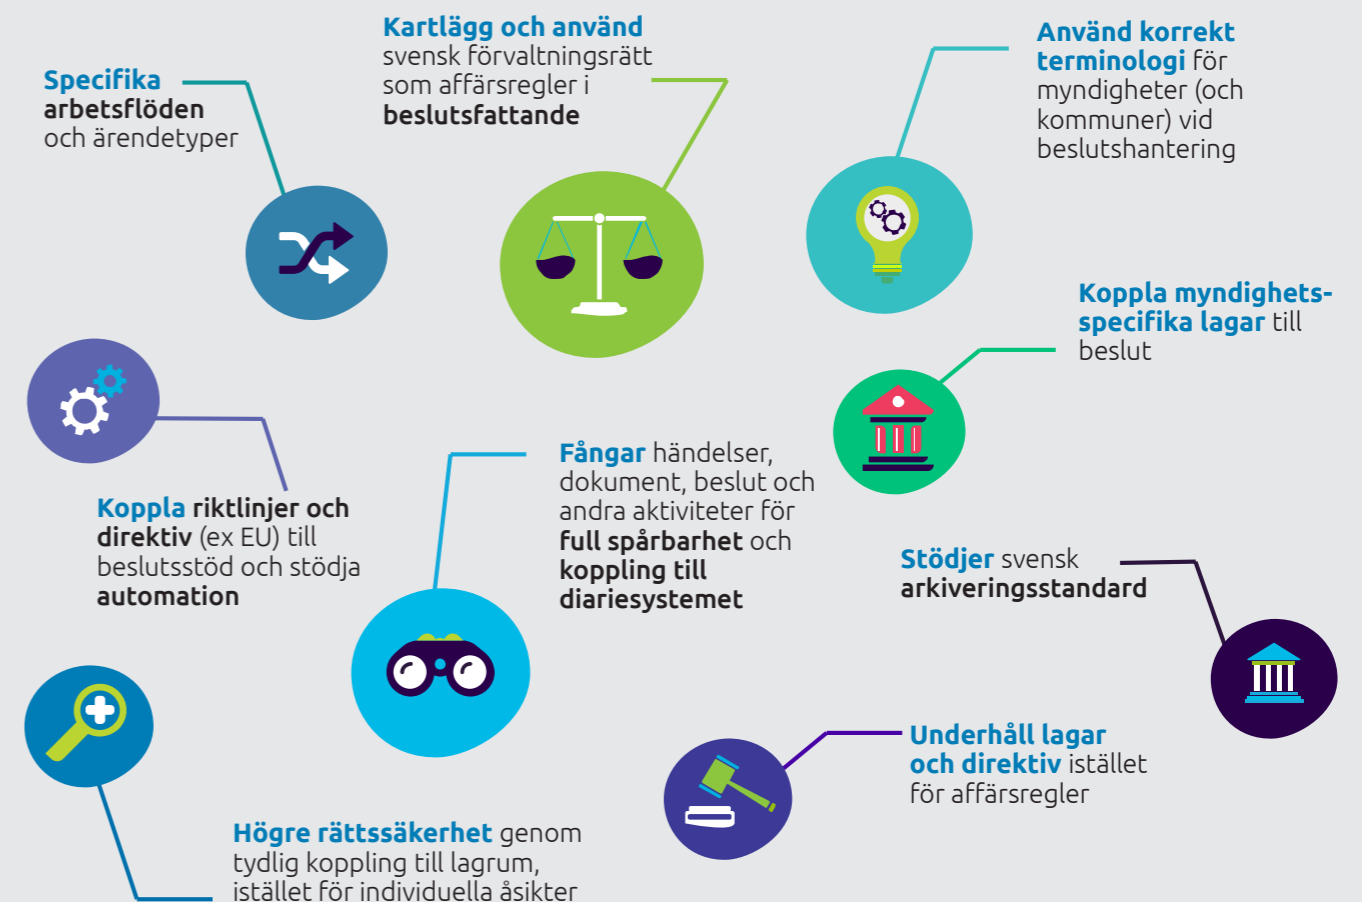 Specifika
arbetsflöden
och ärendetyper
Kartlägg och använd
svensk förvaltningsrätt
som affärsregler i
beslutsfattande
Använd korrekt
terminologi för
myndigheter (och
kommuner) vid
beslutshantering
Koppla myndighets-
specifika lagar till
beslut
Koppla riktlinjer och
direktiv (ex EU) till
beslutsstöd och stödja
automation
Fångar händelser,
dokument, beslut och
andra aktiviteter för
full spårbarhet och
koppling till
diariesystemet
Stödjer svensk
arkiveringsstandard
Underhåll lagar
och direktiv istället
för affärsregler
Högre rättssäkerhet genom
tydlig koppling till lagrum,
istället för individuella åsikter